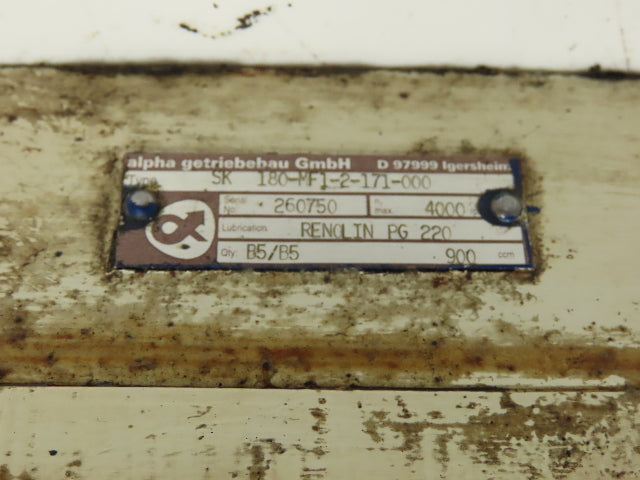 alpha getriebebau GmbH D 97999 Igersheim
Type SK 180-MF1-2-171-000
Serial No 260750 n₁ max. 4000
Lubrication RENOLIN PG 220
Qty: B5/B5 900 ccm